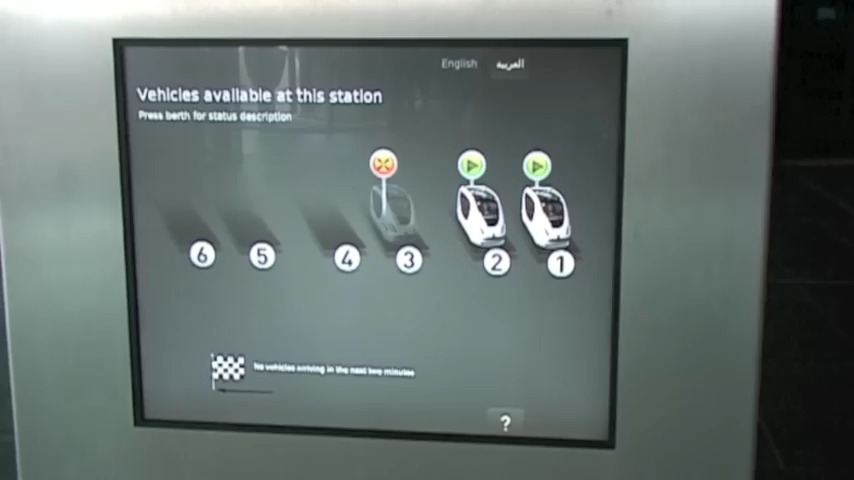 English العربية
Vehicles available at this station
Press berth for status description
6 5 4 3 2 1
No vehicles arriving in the next two minutes
?